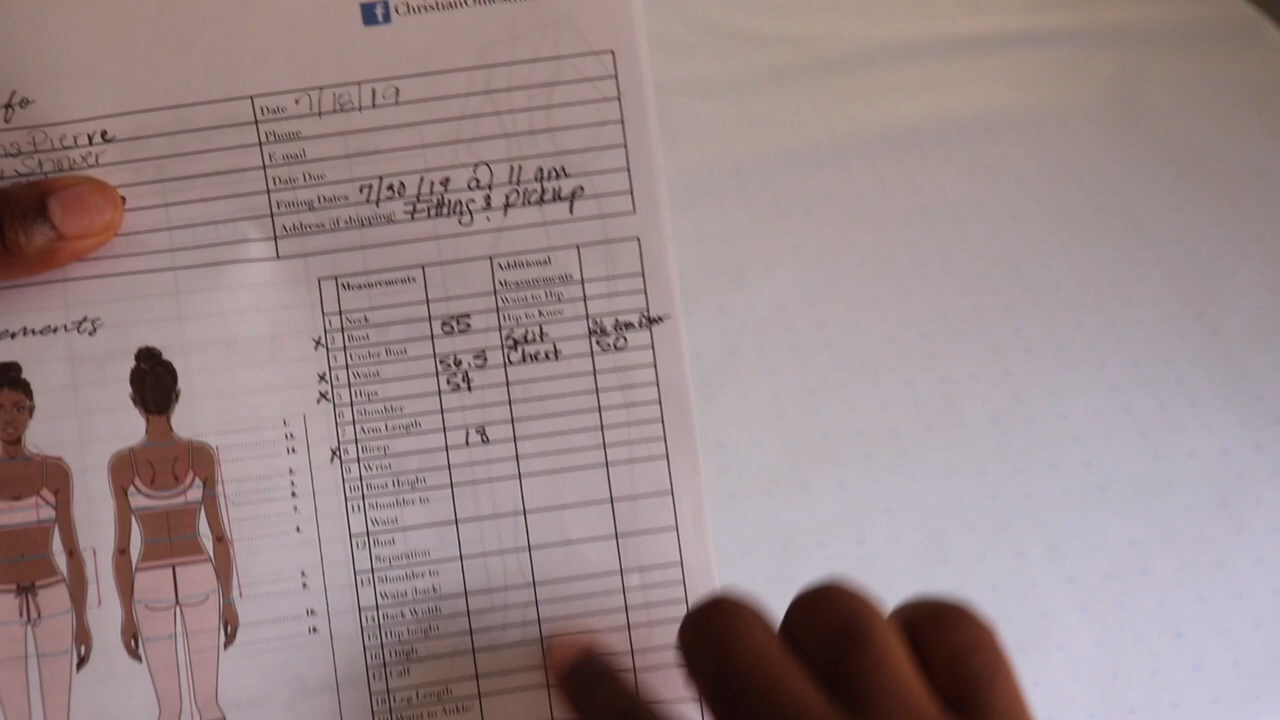 fo
Date 7/18/19
Pierre
Phone
Shower
E-mail
Date Due
Fitting Dates 7/30/19 @ 11 am
Address (if shipping) Fitting & Pickup
ements
Measurements
Additional Measurements
Waist to Hip
1 Neck
Hip to Knee
x 2 Bust 55
Split
3 Under Bust
Chest 50
x 4 Waist 56.5
x 5 Hips 54
6 Shoulder
7 Arm Length
x 8 Bicep 18
9 Wrist
10 Bust Height
11 Shoulder to Waist
12 Bust Separation
13 Shoulder to Waist (back)
14 Back Width
15 Hip height
16 Thigh
17 Calf
18 Leg Length
Waist to Ankle